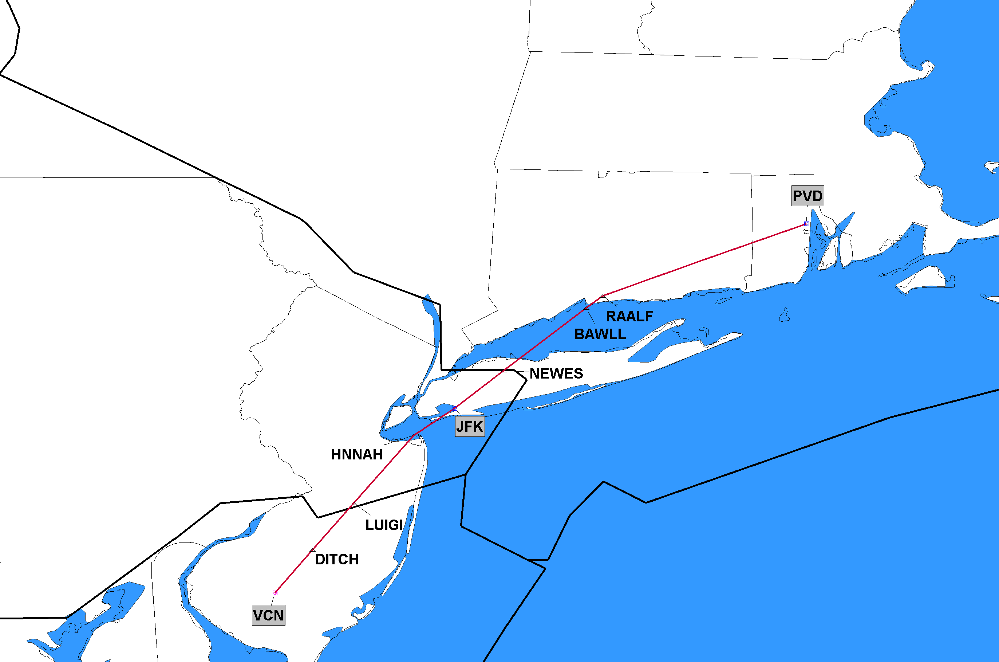 PVD
RAALF
BAWLL
NEWES
JFK
HNNAH
LUIGI
DITCH
VCN